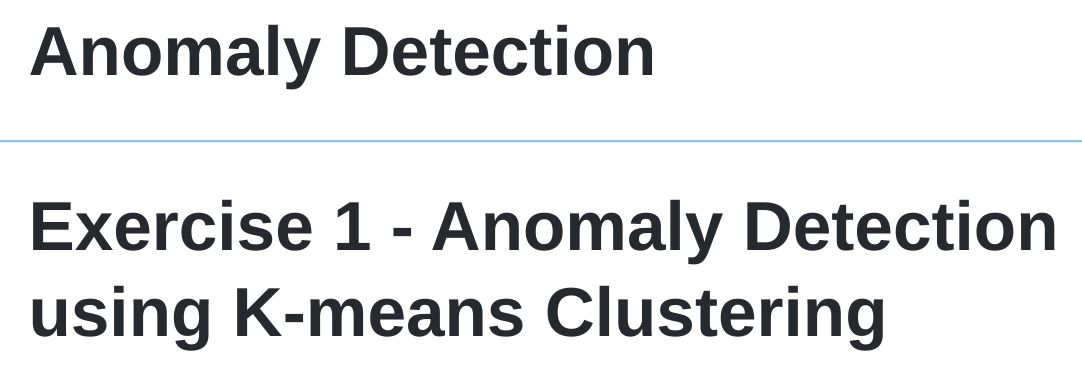 Anomaly Detection
Exercise 1 - Anomaly Detection
using K-means Clustering